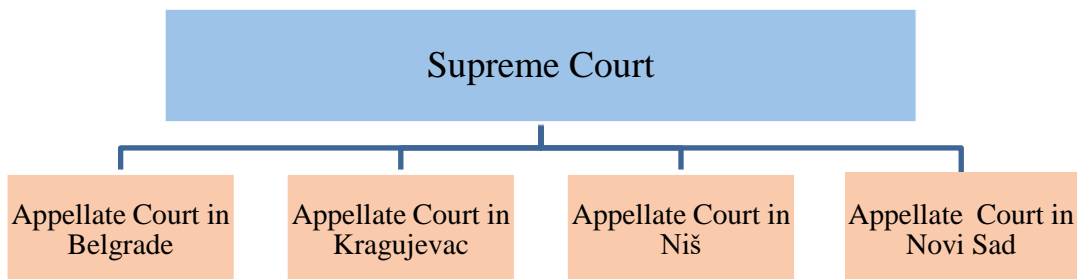 Supreme Court
Appellate Court in
Belgrade
Appellate Court in
Kragujevac
Appellate Court in
Niš
Appellate Court in
Novi Sad